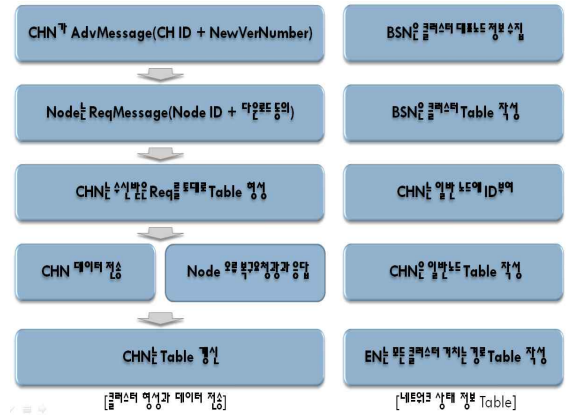 CHN가 AdvMessage(CH ID + NewVerNumber)
Node는 ReqMessage(Node ID + 다운로드 동의)
CHN는 수신받은 Req를 토대로 Table 형성
CHN 데이터 전송
Node 오류 복구요청광과 응답
CHN는 Table 갱신
[클러스터 형성과 데이터 전송]
BSN은 클러스터 대표노드 정보 수집
BSN은 클러스터 Table 작성
CHN는 일반 노드에 ID부여
CHN은 일반노드 Table 작성
EN는 모든 클러스터 거치는 경로 Table 작성
[네트워크 상태 정보 Table]